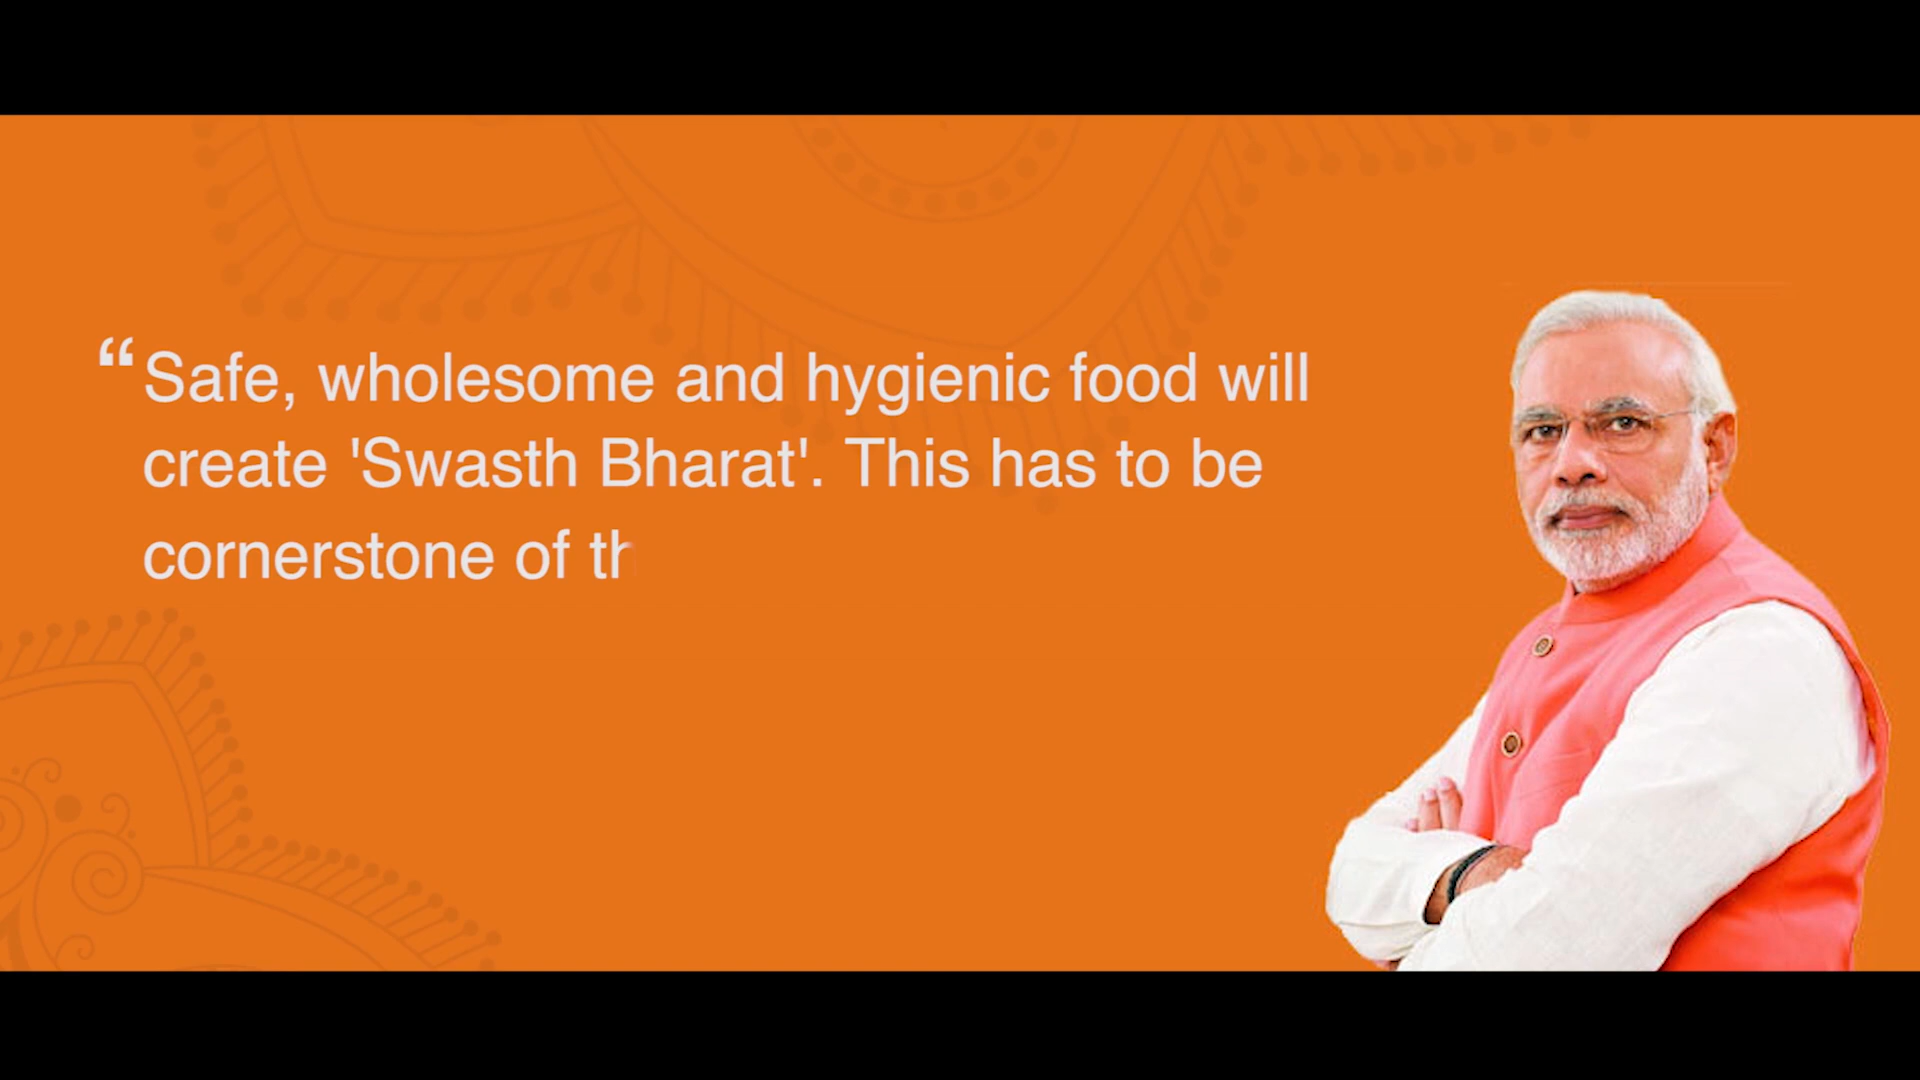 “Safe, wholesome and hygienic food will
create 'Swasth Bharat'. This has to be
cornerstone of